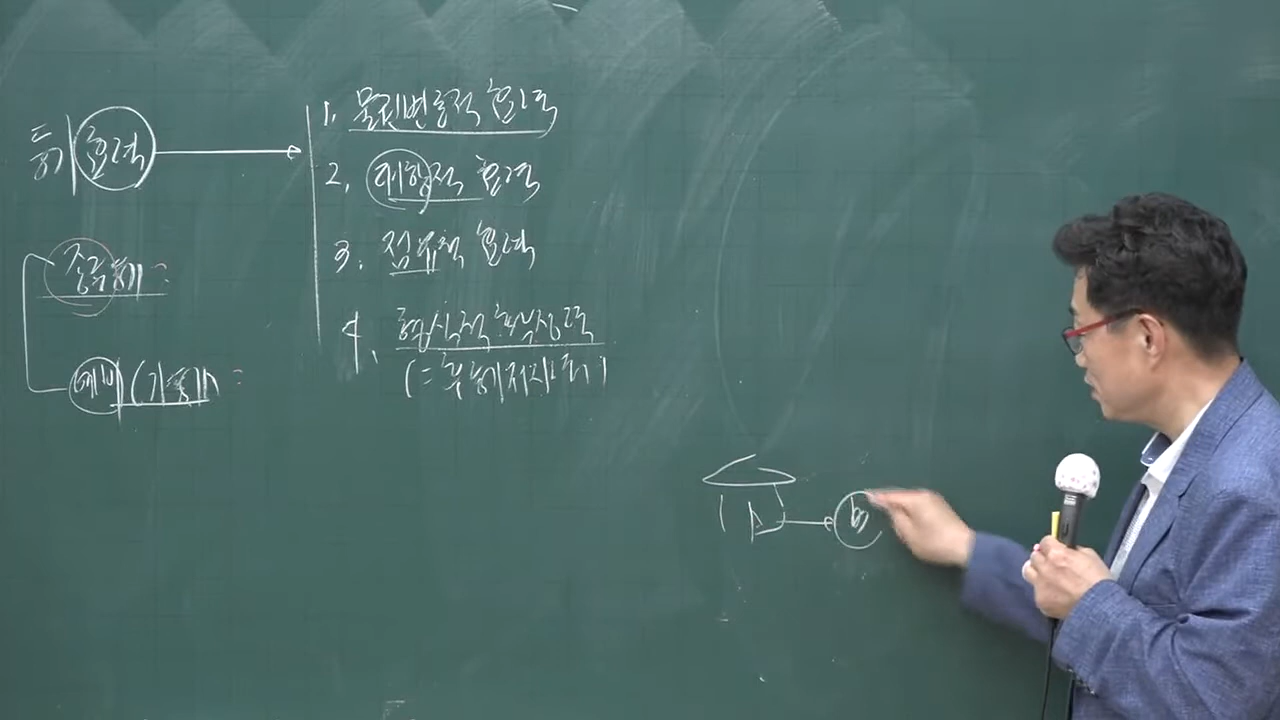 등기 효력
1. 물권변동적 효력
2. 대항적 효력
3. 점유적 효력
4. 형식적 확정력
(= 후등기저지력)
종국등기 :
예비 (가등기) :
A
b